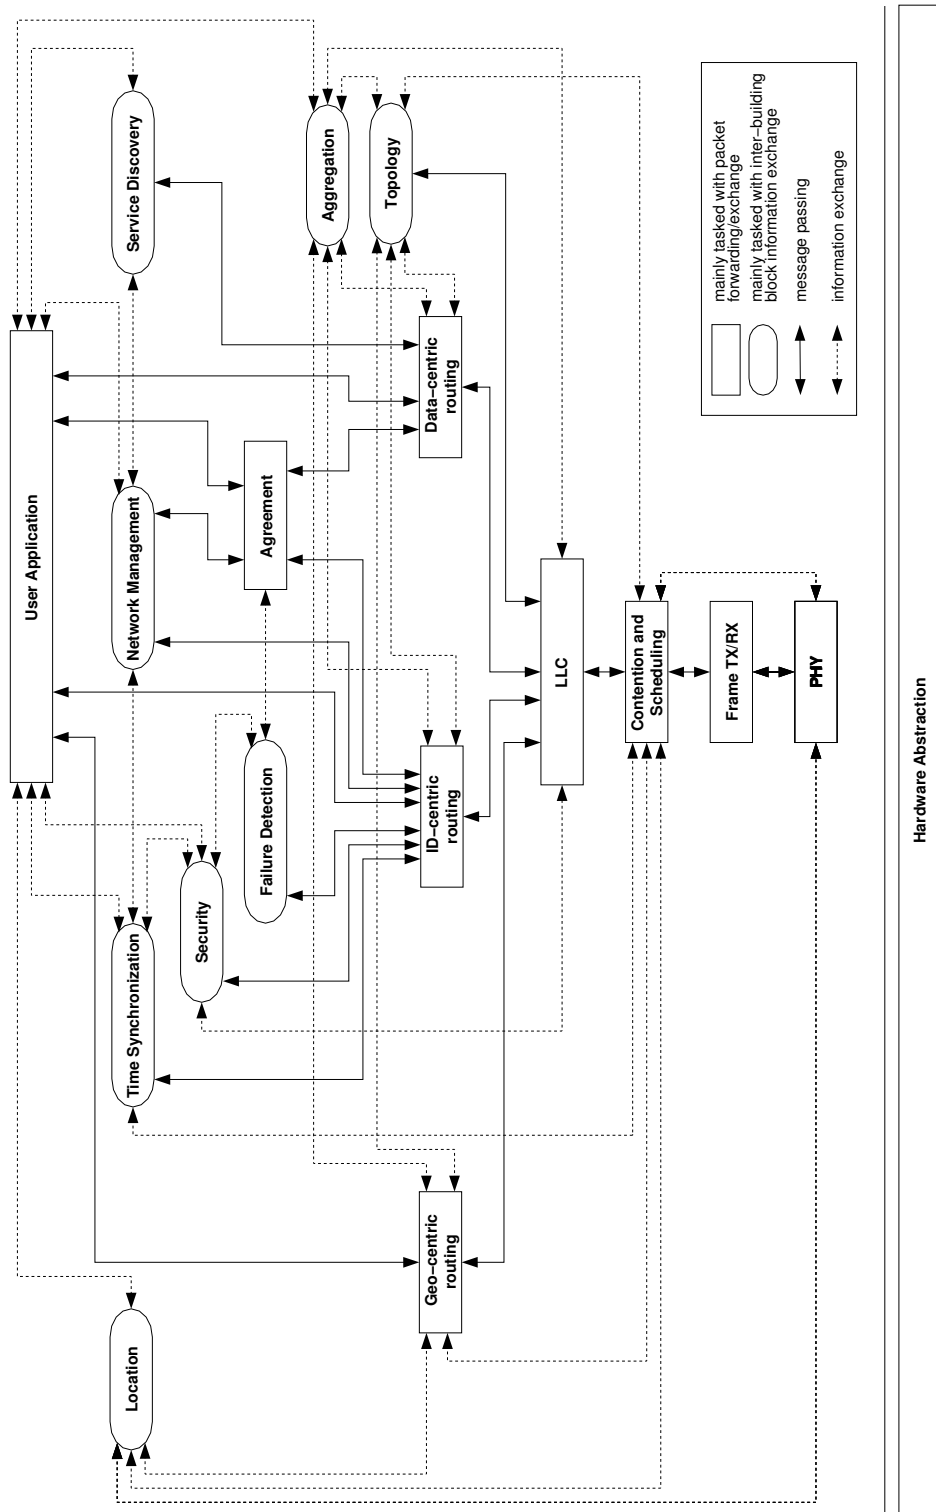 User Application
Location
Time Synchronization
Network Management
Service Discovery
Security
Failure Detection
Agreement
Aggregation
Topology
Geo−centric
routing
ID−centric
routing
Data−centric
routing
LLC
Contention and
Scheduling
Frame TX/RX
PHY
mainly tasked with packet
forwarding/exchange
mainly tasked with inter−building
block information exchange
message passing
information exchange
Hardware Abstraction